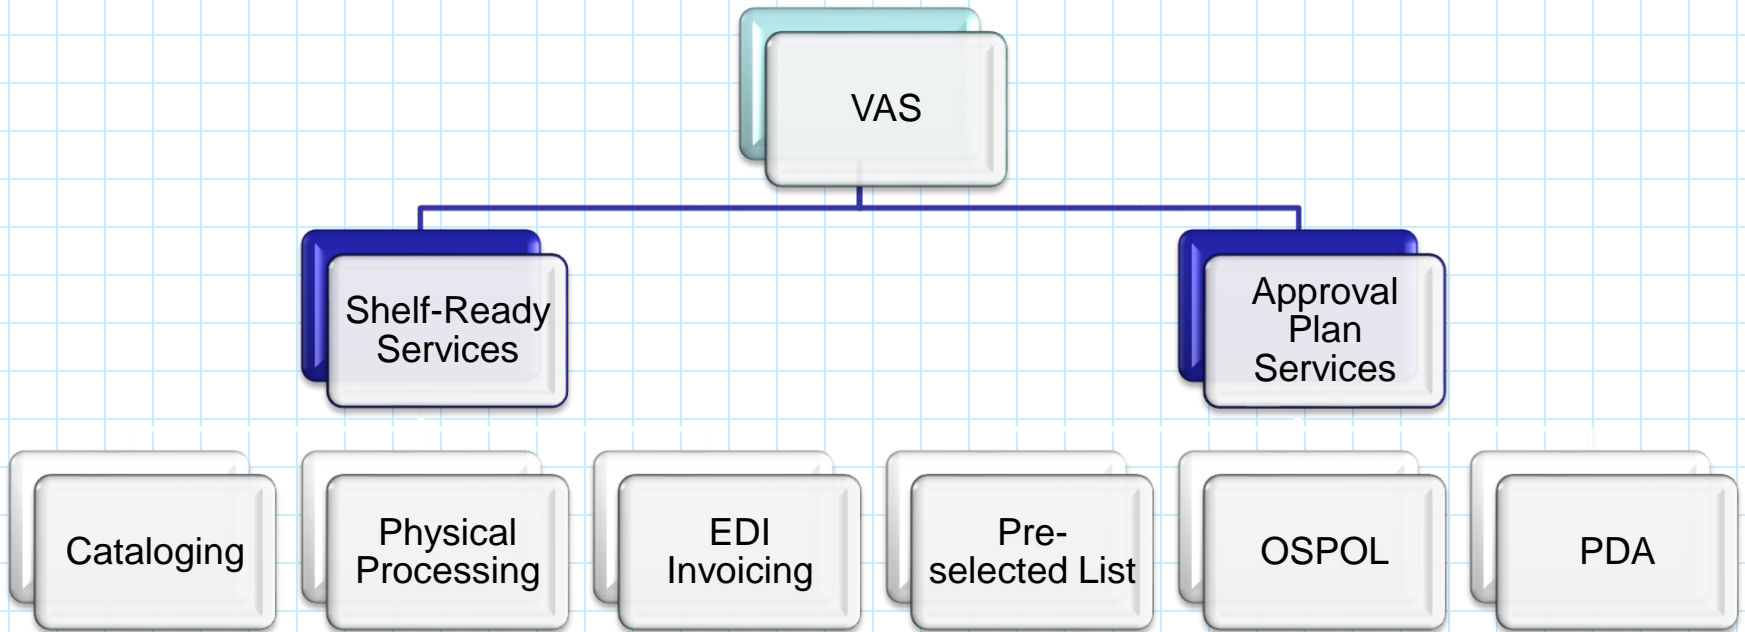 VAS
Shelf-Ready
Services
Approval
Plan
Services
Cataloging
Physical
Processing
EDI
Invoicing
Pre-
selected List
OSPOL
PDA